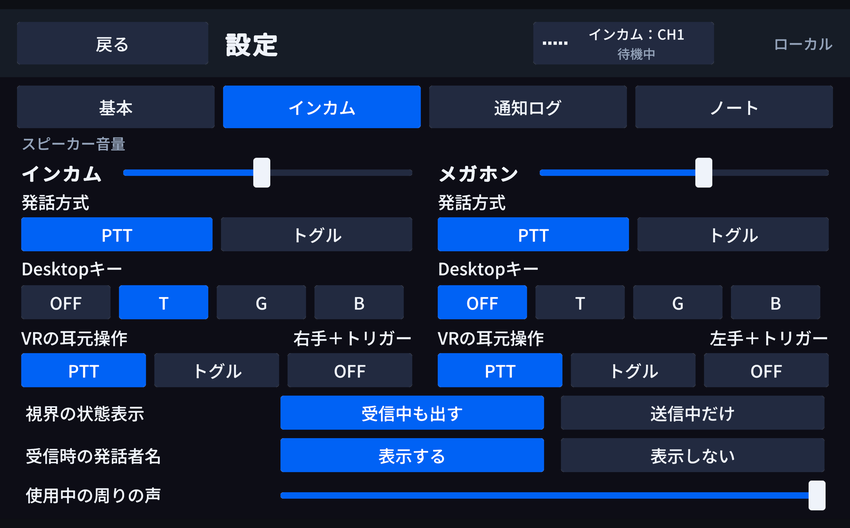 戻る 設定 インカム：CH1 ローカル
待機中
基本 インカム 通知ログ ノート
スピーカー音量
インカム メガホン
発話方式 発話方式
PTT トグル PTT トグル
Desktopキー Desktopキー
OFF T G B OFF T G B
VRの耳元操作 右手＋トリガー VRの耳元操作 左手＋トリガー
PTT トグル OFF PTT トグル OFF
視界の状態表示 受信中も出す 送信中だけ
受信時の発話者名 表示する 表示しない
使用中の周りの声